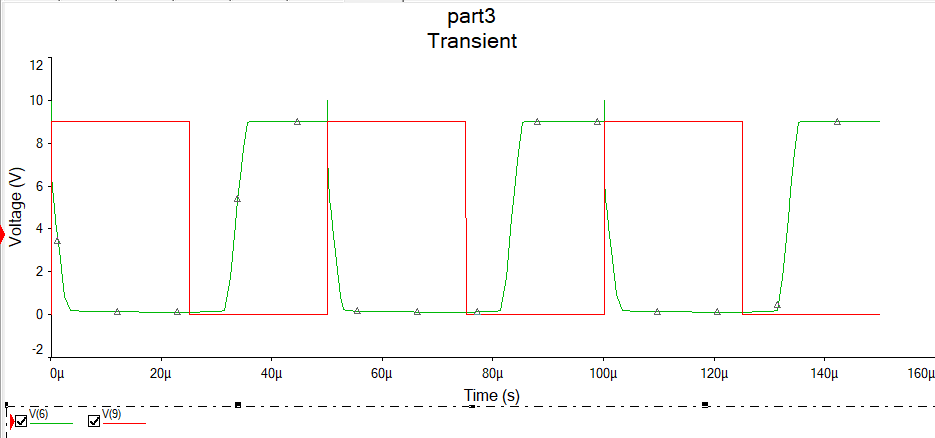 part3
Transient
12
10
8
6
4
2
0
-2
Voltage (V)
0µ 20µ 40µ 60µ 80µ 100µ 120µ 140µ 160µ
Time (s)
V(6) V(9)